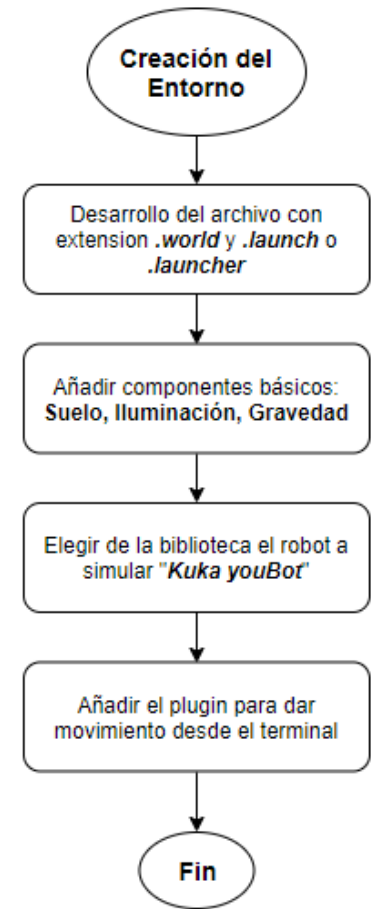 Creación del
Entorno
Desarrollo del archivo con
extension .world y .launch o
.launcher
Añadir componentes básicos:
Suelo, Iluminación, Gravedad
Elegir de la biblioteca el robot a
simular "Kuka youBot"
Añadir el plugin para dar
movimiento desde el terminal
Fin